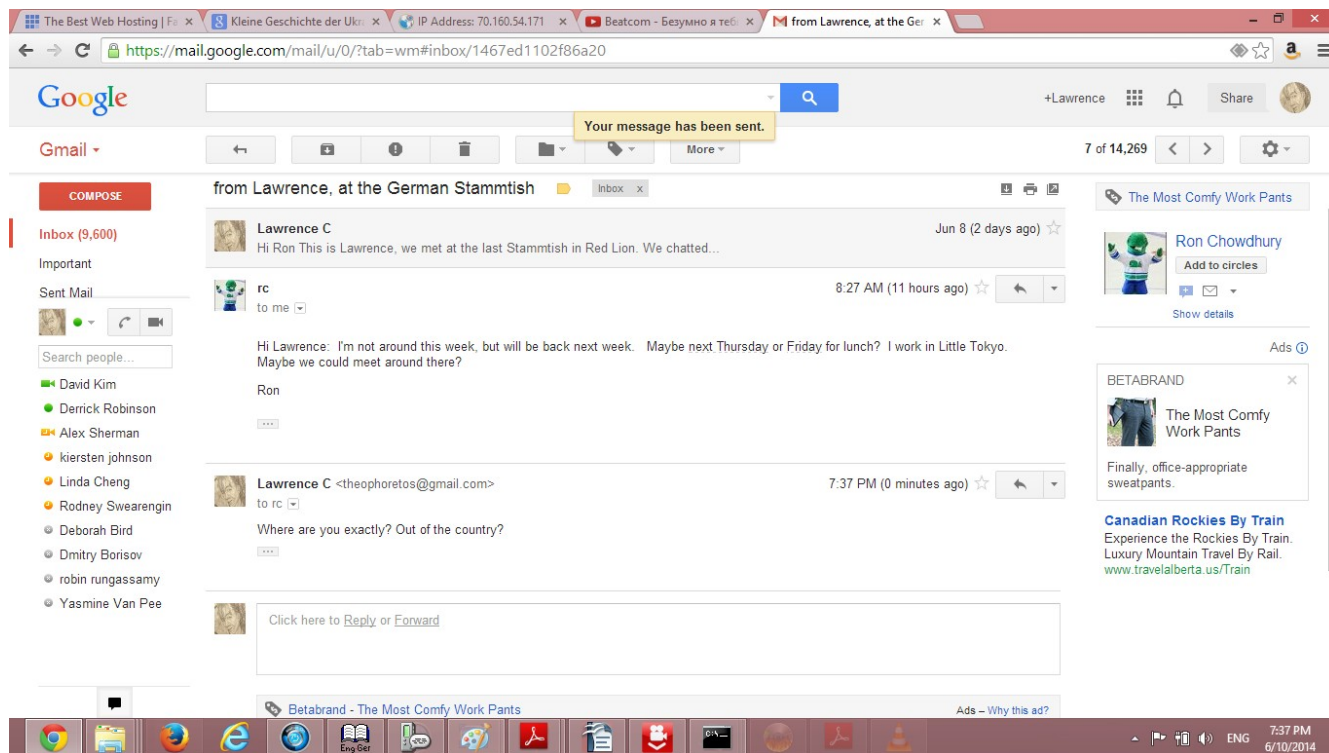 The Best Web Hosting | Fa
Kleine Geschichte der Ukr
IP Address: 70.160.54.171
Beatcom - Безумно я теб
M from Lawrence, at the Ger
https://mail.google.com/mail/u/0/?tab=wm#inbox/1467ed1102f86a20
Google
+Lawrence
Share
Your message has been sent.
Gmail
More
7 of 14,269
COMPOSE
from Lawrence, at the German Stammtish
Inbox x
The Most Comfy Work Pants
Inbox (9,600)
Important
Sent Mail
Search people...
David Kim
Derrick Robinson
Alex Sherman
kiersten johnson
Linda Cheng
Rodney Swearengin
Deborah Bird
Dmitry Borisov
robin rungassamy
Yasmine Van Pee
Lawrence C
Jun 8 (2 days ago)
Hi Ron This is Lawrence, we met at the last Stammtish in Red Lion. We chatted...
rc
8:27 AM (11 hours ago)
to me
Hi Lawrence: I'm not around this week, but will be back next week. Maybe next Thursday or Friday for lunch? I work in Little Tokyo.
Maybe we could meet around there?
Ron
Lawrence C <theophoretos@gmail.com>
7:37 PM (0 minutes ago)
to rc
Where are you exactly? Out of the country?
Click here to Reply or Forward
Betabrand - The Most Comfy Work Pants
Ads – Why this ad?
Ron Chowdhury
Add to circles
Show details
Ads
BETABRAND
The Most Comfy
Work Pants
Finally, office-appropriate
sweatpants.
Canadian Rockies By Train
Experience the Rockies By Train.
Luxury Mountain Travel By Rail.
www.travelalberta.us/Train
Eng Ger
C:\
ENG
7:37 PM
6/10/2014